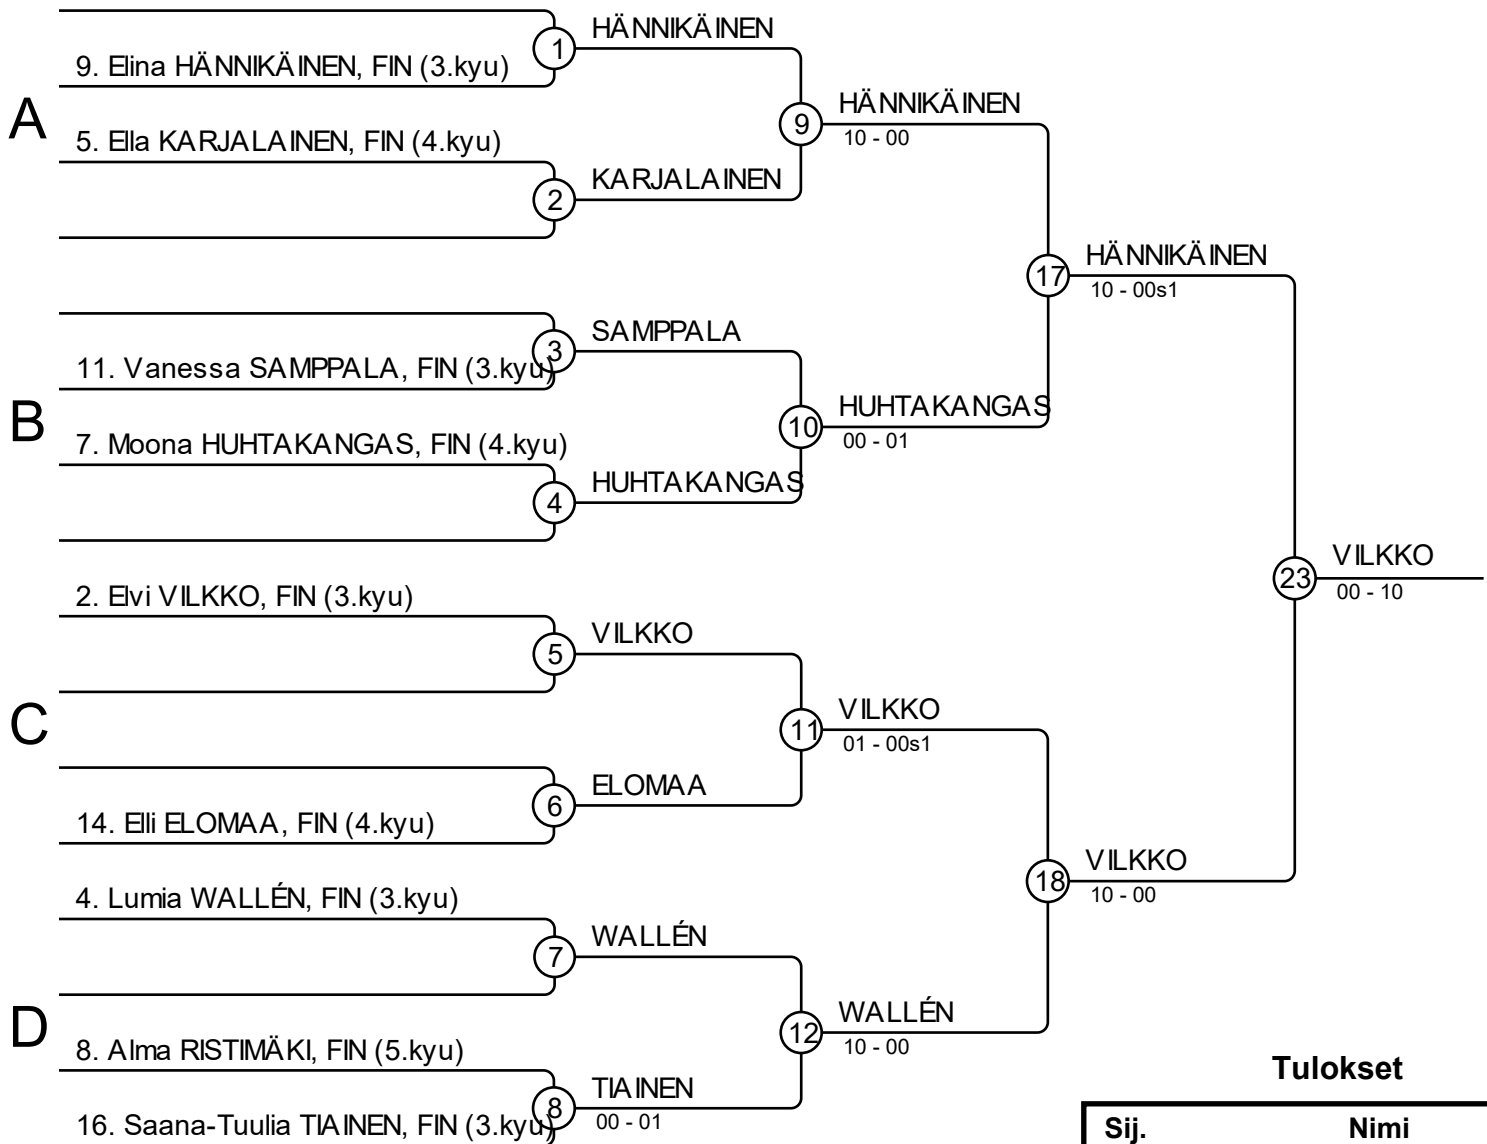 HÄNNIKÄINEN
1
9. Elina HÄNNIKÄINEN, FIN (3.kyu)
A
HÄNNIKÄINEN
9
10 - 00
5. Ella KARJALAINEN, FIN (4.kyu)
KARJALAINEN
2
HÄNNIKÄINEN
17
10 - 00s1
SAMPPALA
3
11. Vanessa SAMPPALA, FIN (3.kyu)
B
HUHTAKANGAS
10
00 - 01
7. Moona HUHTAKANGAS, FIN (4.kyu)
HUHTAKANGAS
4
VILKKO
23
00 - 10
2. Elvi VILKKO, FIN (3.kyu)
VILKKO
5
C
VILKKO
11
01 - 00s1
ELOMAA
6
14. Elli ELOMAA, FIN (4.kyu)
VILKKO
18
10 - 00
4. Lumia WALLÉN, FIN (3.kyu)
WALLÉN
7
D
WALLÉN
12
10 - 00
8. Alma RISTIMÄKI, FIN (5.kyu)
TIAINEN
8
00 - 01
16. Saana-Tuulia TIAINEN, FIN (3.kyu)
Tulokset
Sij. Nimi